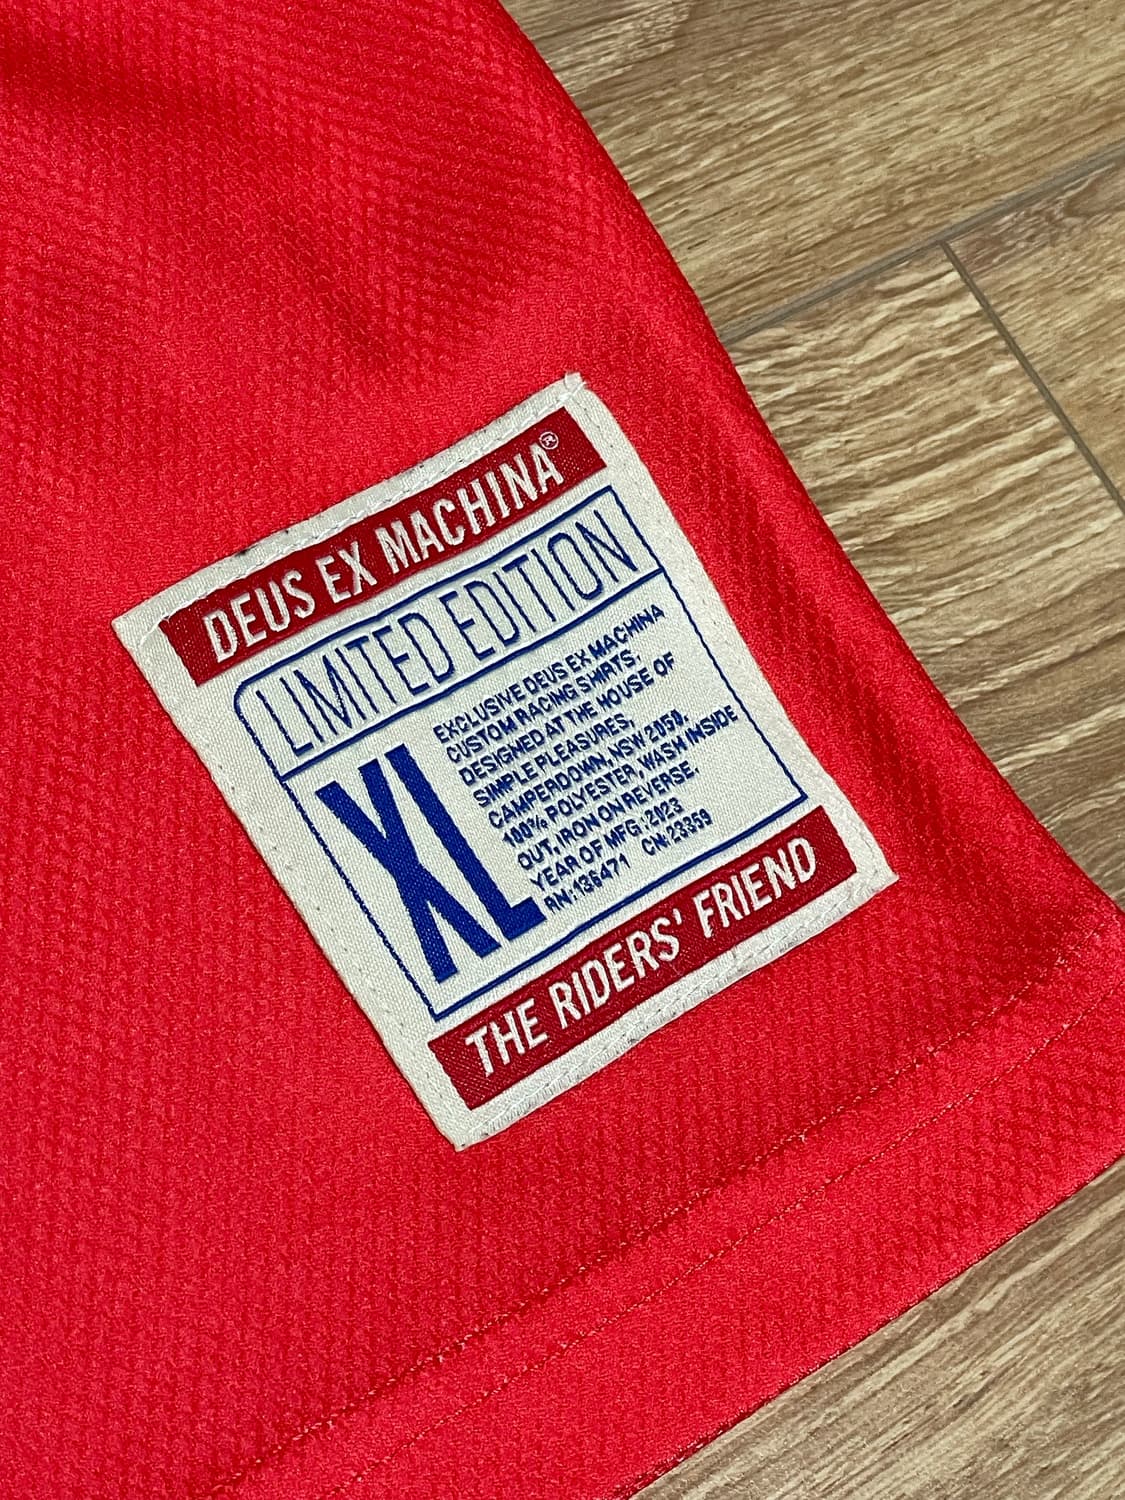 DEUS EX MACHINA®
LIMITED EDITION
XL
EXCLUSIVE DEUS EX MACHINA
CUSTOM RACING SHIRTS,
DESIGNED AT THE HOUSE OF
SIMPLE PLEASURES,
CAMPERDOWN, NSW 2050.
100% POLYESTER, WASH INSIDE
OUT, IRON ON REVERSE.
YEAR OF MFG: 2023
RN: 136471 CN: 23359
THE RIDERS' FRIEND